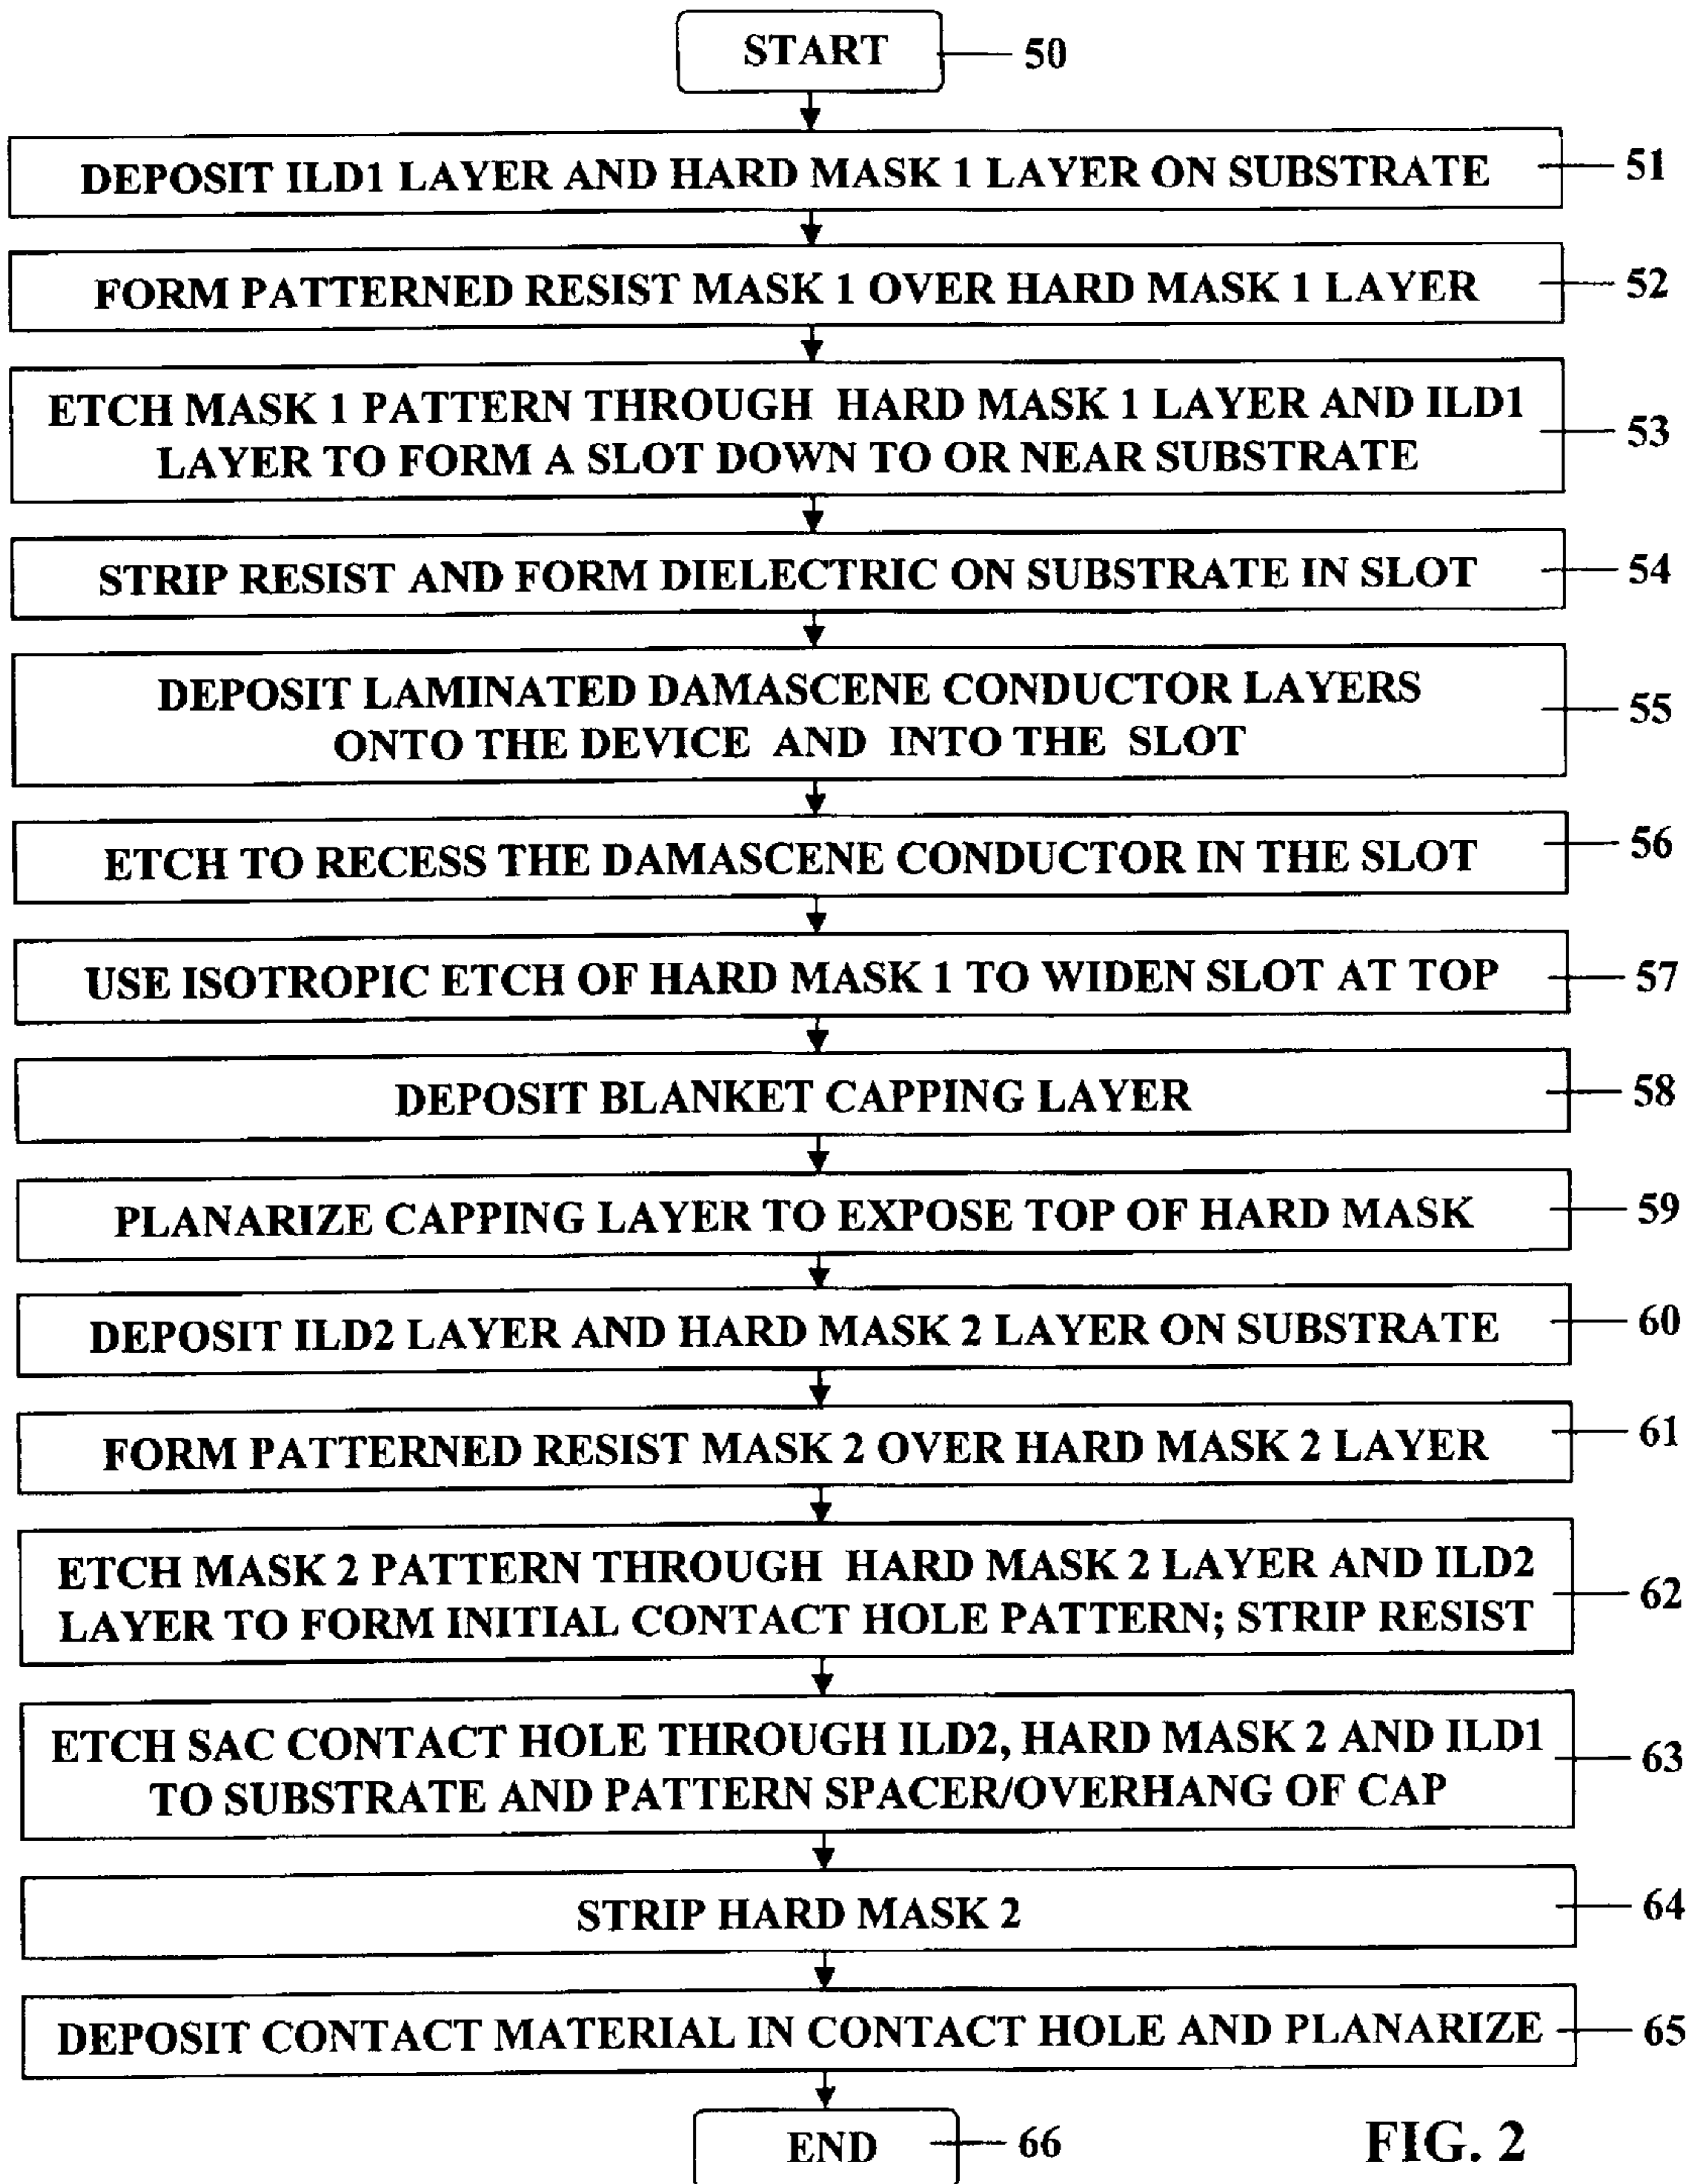 START 50
DEPOSIT ILD1 LAYER AND HARD MASK 1 LAYER ON SUBSTRATE 51
FORM PATTERNED RESIST MASK 1 OVER HARD MASK 1 LAYER 52
ETCH MASK 1 PATTERN THROUGH HARD MASK 1 LAYER AND ILD1
LAYER TO FORM A SLOT DOWN TO OR NEAR SUBSTRATE
53
STRIP RESIST AND FORM DIELECTRIC ON SUBSTRATE IN SLOT 54
DEPOSIT LAMINATED DAMASCENE CONDUCTOR LAYERS
ONTO THE DEVICE AND INTO THE SLOT
55
ETCH TO RECESS THE DAMASCENE CONDUCTOR IN THE SLOT 56
USE ISOTROPIC ETCH OF HARD MASK 1 TO WIDEN SLOT AT TOP 57
DEPOSIT BLANKET CAPPING LAYER 58
PLANARIZE CAPPING LAYER TO EXPOSE TOP OF HARD MASK 59
DEPOSIT ILD2 LAYER AND HARD MASK 2 LAYER ON SUBSTRATE 60
FORM PATTERNED RESIST MASK 2 OVER HARD MASK 2 LAYER 61
ETCH MASK 2 PATTERN THROUGH HARD MASK 2 LAYER AND ILD2
LAYER TO FORM INITIAL CONTACT HOLE PATTERN; STRIP RESIST
62
ETCH SAC CONTACT HOLE THROUGH ILD2, HARD MASK 2 AND ILD1
TO SUBSTRATE AND PATTERN SPACER/OVERHANG OF CAP
63
STRIP HARD MASK 2 64
DEPOSIT CONTACT MATERIAL IN CONTACT HOLE AND PLANARIZE 65
END 66
FIG. 2